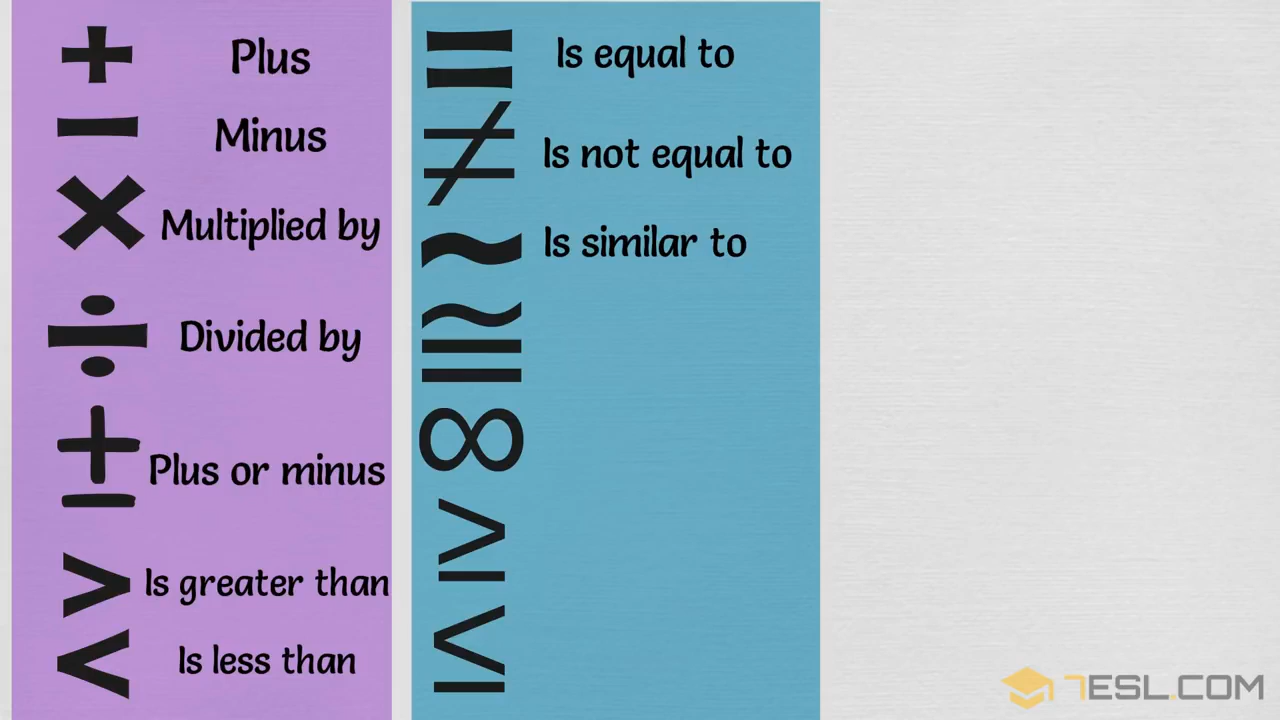 + Plus
− Minus
× Multiplied by
÷ Divided by
± Plus or minus
> Is greater than
< Is less than
= Is equal to
≠ Is not equal to
~ Is similar to
≅
∞
≥
≤
7ESL.COM